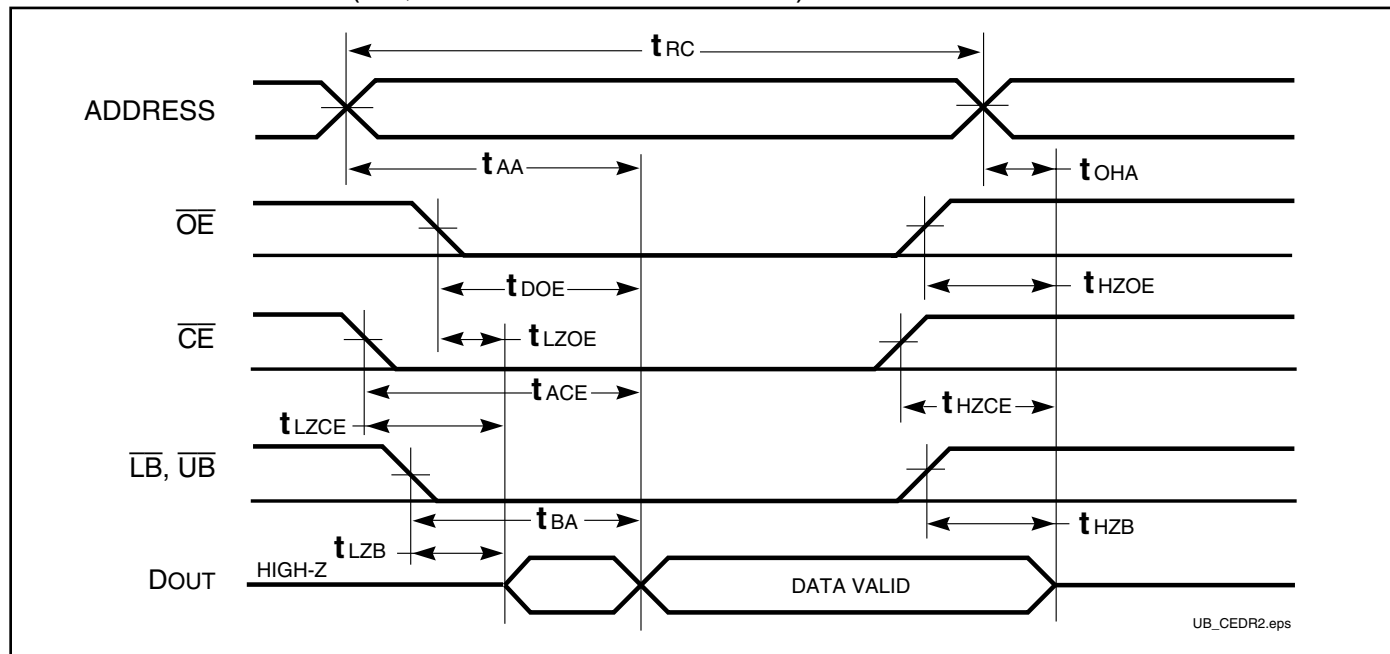 tRC
ADDRESS
tAA
tOHA
OE
tDOE
tHZOE
CE
tLZOE
tACE
tHZCE
tLZCE
LB, UB
tBA
tHZB
tLZB
DOUT HIGH-Z DATA VALID
UB_CEDR2.eps